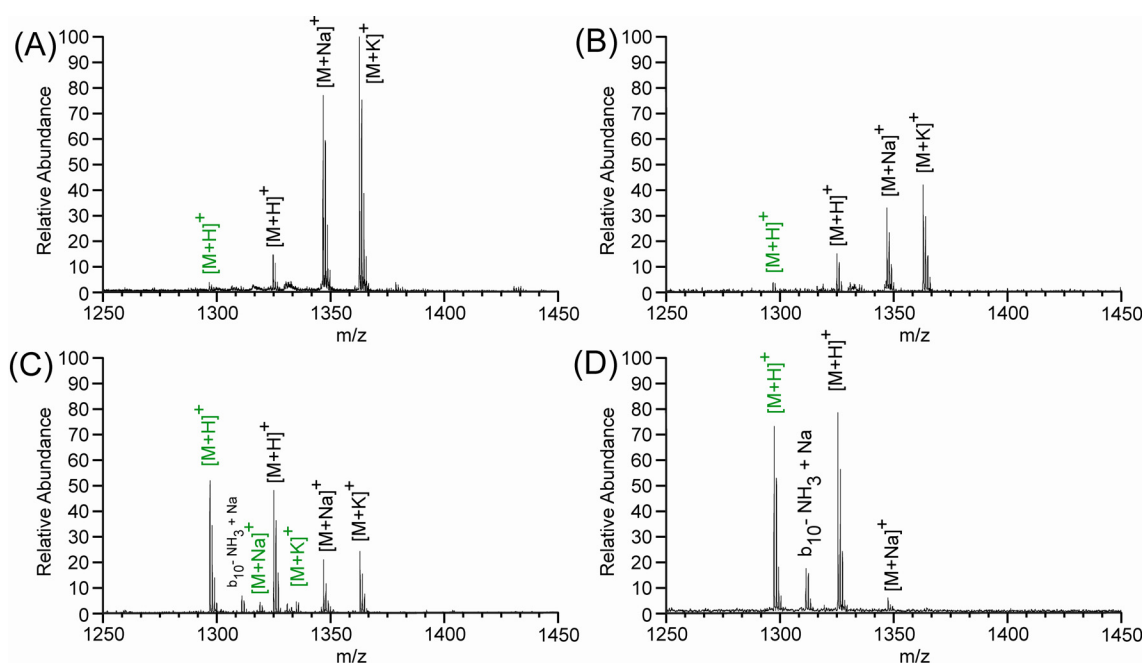 (A)
Relative Abundance
100
90
80
70
60
50
40
30
20
10
0
[M+H]+
[M+H]+
[M+Na]+
[M+K]+
1250
1300
1350
1400
1450
m/z
(B)
Relative Abundance
100
90
80
70
60
50
40
30
20
10
0
[M+H]+
[M+H]+
[M+Na]+
[M+K]+
1250
1300
1350
1400
1450
m/z
(C)
Relative Abundance
100
90
80
70
60
50
40
30
20
10
0
[M+H]+
b10- NH3 + Na
[M+Na]+
[M+H]+
[M+K]+
[M+Na]+
[M+K]+
1250
1300
1350
1400
1450
m/z
(D)
Relative Abundance
100
90
80
70
60
50
40
30
20
10
0
[M+H]+
b10- NH3 + Na
[M+H]+
[M+Na]+
1250
1300
1350
1400
1450
m/z